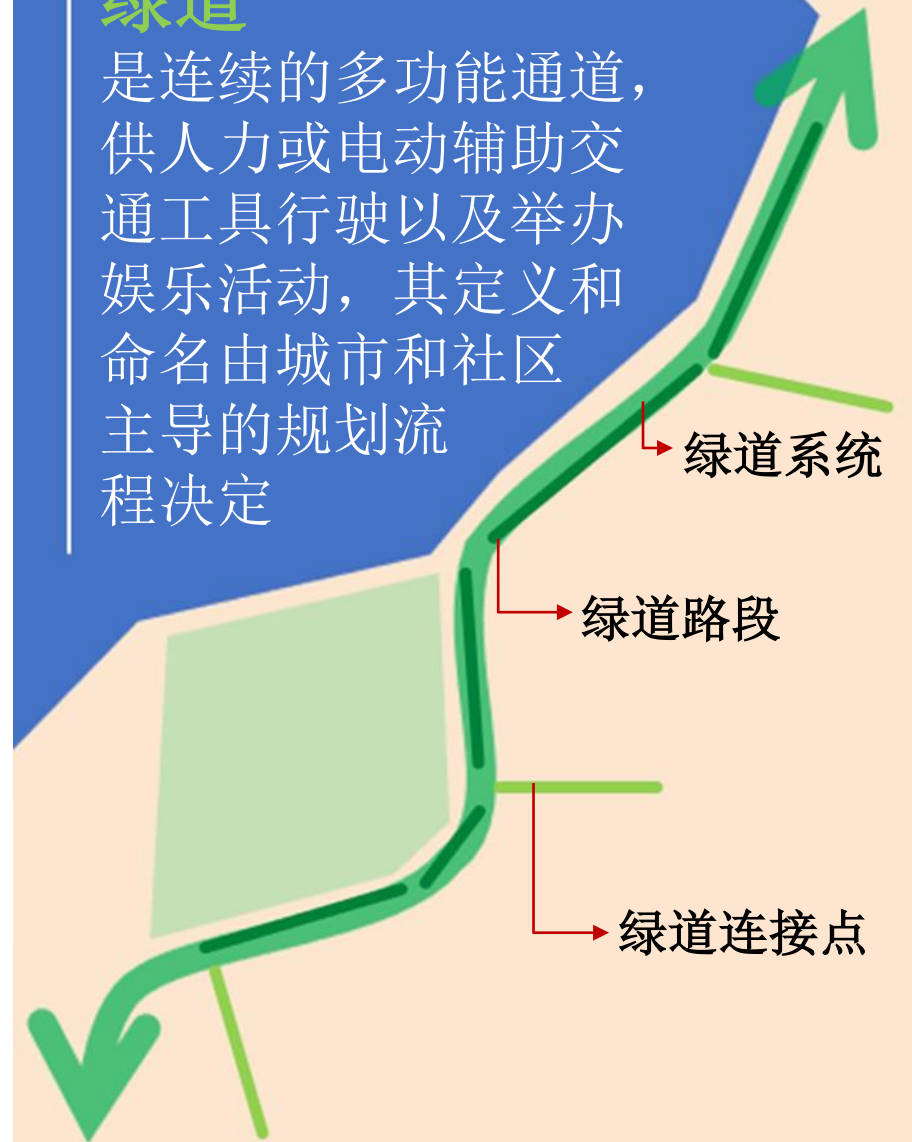 绿道
是连续的多功能通道，
供人力或电动辅助交
通工具行驶以及举办
娱乐活动，其定义和
命名由城市和社区
主导的规划流
程决定
绿道系统
绿道路段
绿道连接点